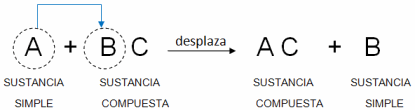 desplaza
A + B C A C + B
SUSTANCIA SUSTANCIA SUSTANCIA SUSTANCIA
SIMPLE COMPUESTA COMPUESTA SIMPLE